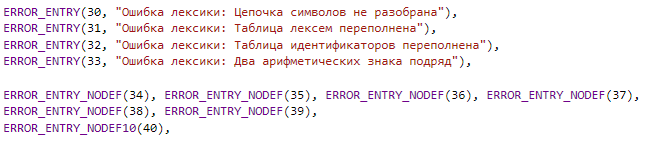 ERROR_ENTRY(30, "Ошибка лексики: Цепочка символов не разобрана"),
ERROR_ENTRY(31, "Ошибка лексики: Таблица лексем переполнена"),
ERROR_ENTRY(32, "Ошибка лексики: Таблица идентификаторов переполнена"),
ERROR_ENTRY(33, "Ошибка лексики: Два арифметических знака подряд"),
ERROR_ENTRY_NODEF(34), ERROR_ENTRY_NODEF(35), ERROR_ENTRY_NODEF(36), ERROR_ENTRY_NODEF(37),
ERROR_ENTRY_NODEF(38), ERROR_ENTRY_NODEF(39),
ERROR_ENTRY_NODEF10(40),